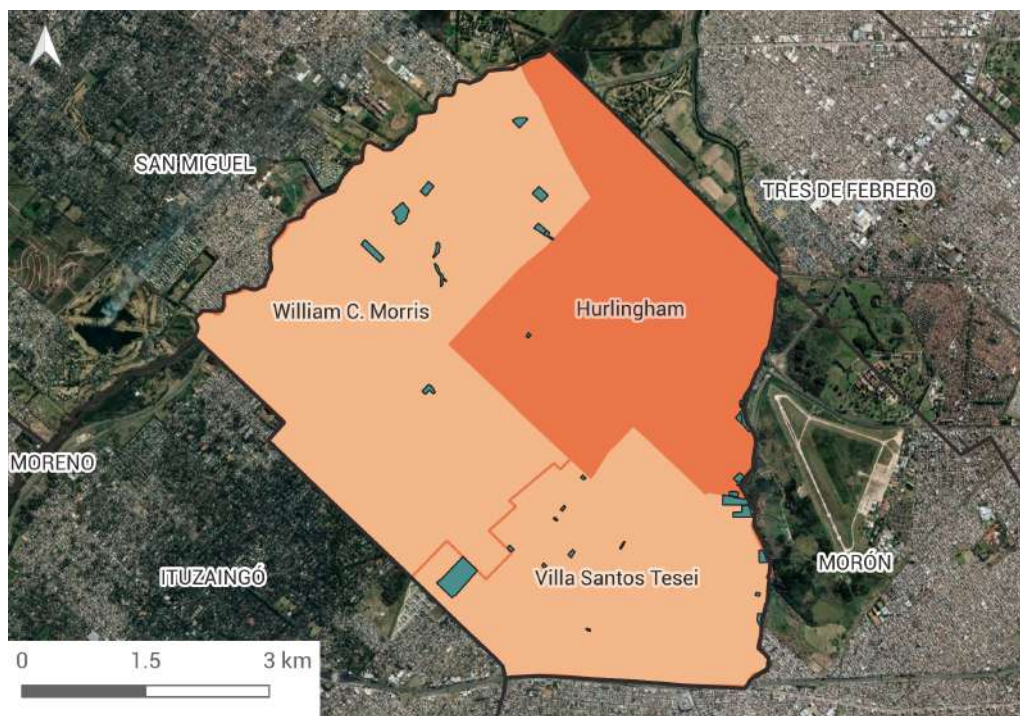 SAN MIGUEL
TRES DE FEBRERO
William C. Morris
Hurlingham
MORENO
ITUZAINGÓ
Villa Santos Tesei
MORÓN
0 1.5 3 km